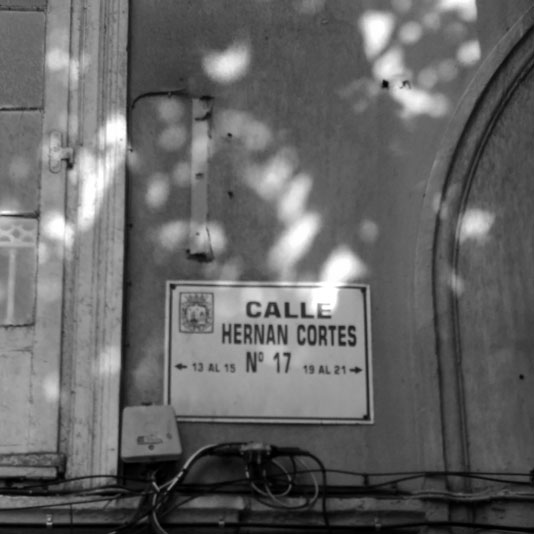 CALLE
HERNAN CORTES
← 13 AL 15 Nº 17 19 AL 21 →